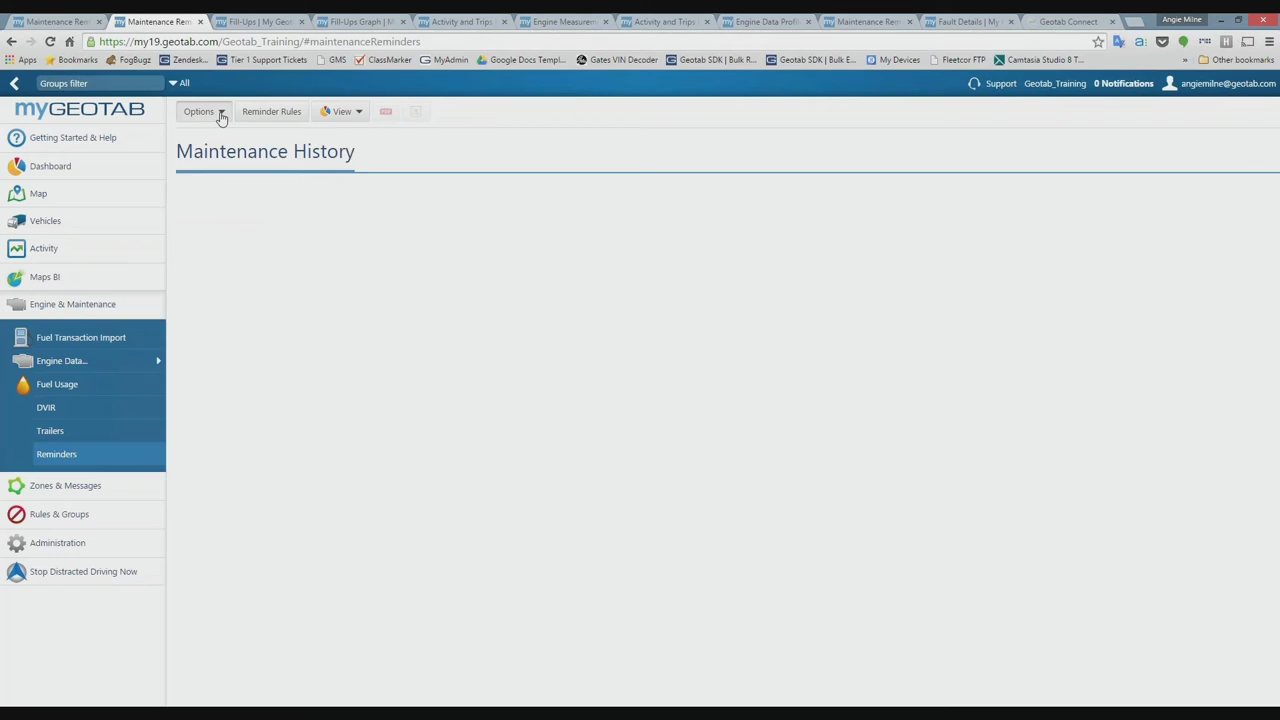 Maintenance Rem
Maintenance Rem
Fill-Ups | My Geot
Fill-Ups Graph | M
Activity and Trips
Engine Measurem
Activity and Trips
Engine Data Profil
Maintenance Rem
Fault Details | My
Geotab Connect
Angie Milne
https://my19.geotab.com/Geotab_Training/#maintenanceReminders
Apps
Bookmarks
FogBugz
Zendesk...
Tier 1 Support Tickets
GMS
ClassMarker
MyAdmin
Google Docs Templ...
Gates VIN Decoder
Geotab SDK | Bulk R...
Geotab SDK | Bulk E...
My Devices
Fleetcor FTP
Camtasia Studio 8 T...
»
Other bookmarks
Groups filter
All
Support
Geotab_Training
0 Notifications
angiemilne@geotab.com
myGEOTAB
Options
Reminder Rules
View
PDF
Getting Started & Help
Maintenance History
Dashboard
Map
Vehicles
Activity
Maps BI
Engine & Maintenance
Fuel Transaction Import
Engine Data...
Fuel Usage
DVIR
Trailers
Reminders
Zones & Messages
Rules & Groups
Administration
Stop Distracted Driving Now